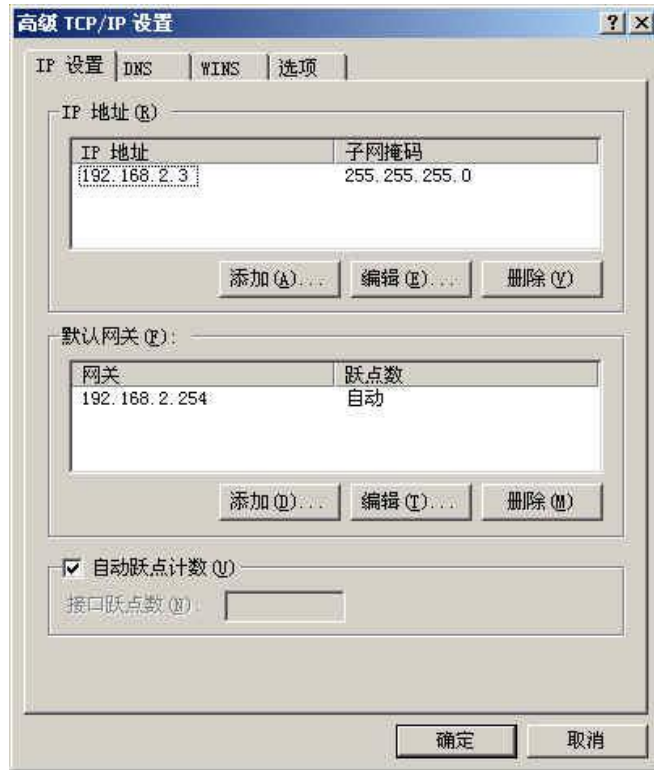 高级 TCP/IP 设置
IP 设置 DNS WINS 选项
IP 地址(R)
IP 地址 子网掩码
192.168.2.3 255.255.255.0
添加(A)... 编辑(E)... 删除(V)
默认网关(F):
网关 跃点数
192.168.2.254 自动
添加(D)... 编辑(T)... 删除(M)
自动跃点计数(U)
接口跃点数(N):
确定 取消